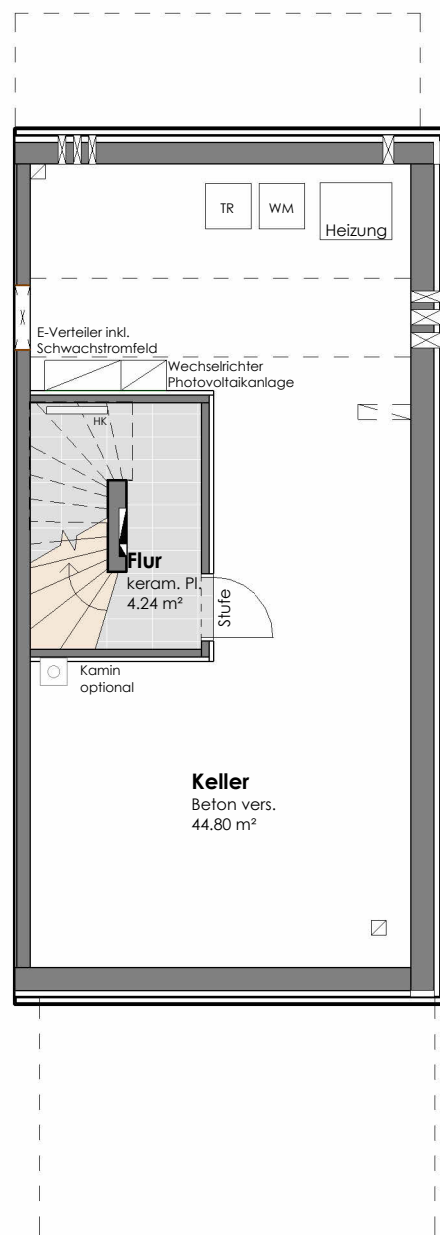 TR
WM
Heizung
E-Verteiler inkl.
Schwachstromfeld
Wechselrichter
Photovoltaikanlage
HK
Flur
keram. Pl.
4.24 m²
Stufe
Kamin
optional
Keller
Beton vers.
44.80 m²